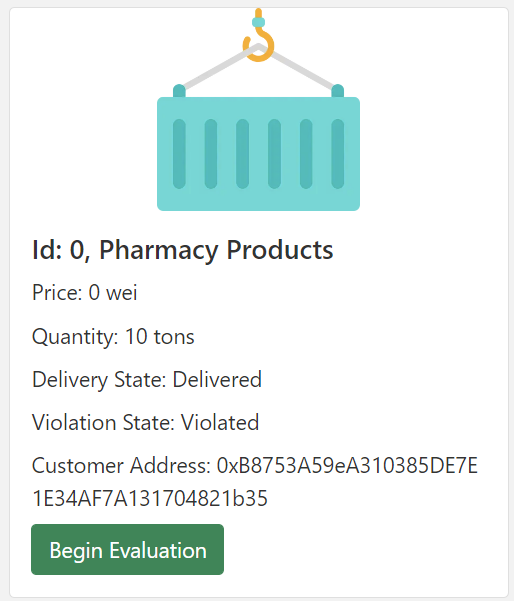 Id: 0, Pharmacy Products
Price: 0 wei
Quantity: 10 tons
Delivery State: Delivered
Violation State: Violated
Customer Address: 0xB8753A59eA310385DE7E
1E34AF7A131704821b35
Begin Evaluation